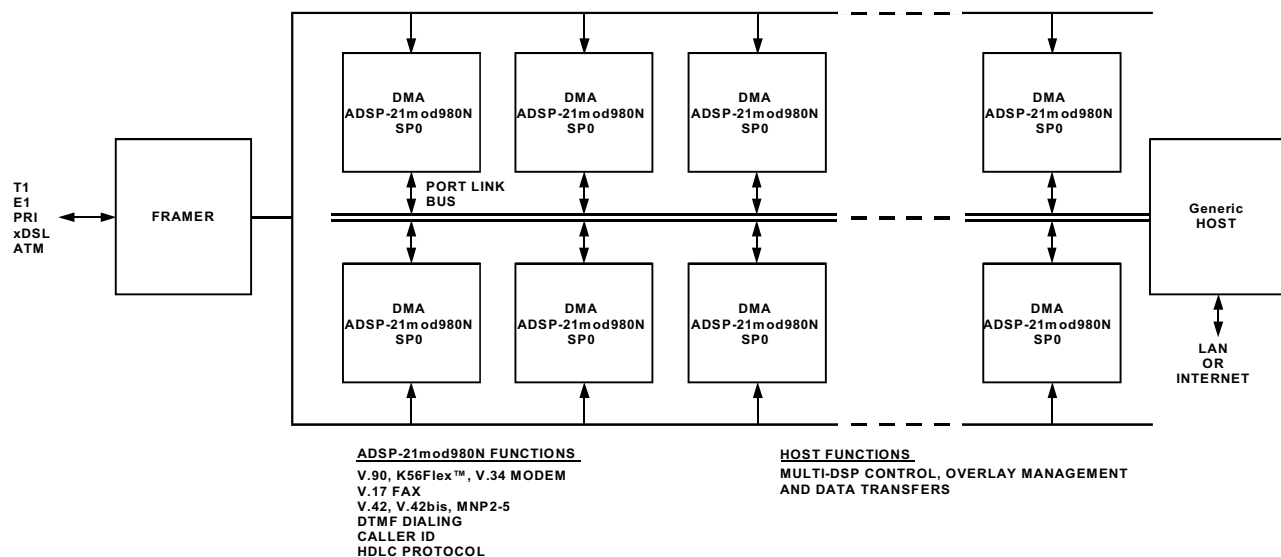 DMA
ADSP-21mod980N
SP0
DMA
ADSP-21mod980N
SP0
DMA
ADSP-21mod980N
SP0
DMA
ADSP-21mod980N
SP0
T1
E1
PRI
xDSL
ATM
FRAMER
PORT LINK
BUS
Generic
HOST
DMA
ADSP-21mod980N
SP0
DMA
ADSP-21mod980N
SP0
DMA
ADSP-21mod980N
SP0
DMA
ADSP-21mod980N
SP0
LAN
OR
INTERNET
ADSP-21mod980N FUNCTIONS
V.90, K56Flex™, V.34 MODEM
V.17 FAX
V.42, V.42bis, MNP2-5
DTMF DIALING
CALLER ID
HDLC PROTOCOL
HOST FUNCTIONS
MULTI-DSP CONTROL, OVERLAY MANAGEMENT
AND DATA TRANSFERS